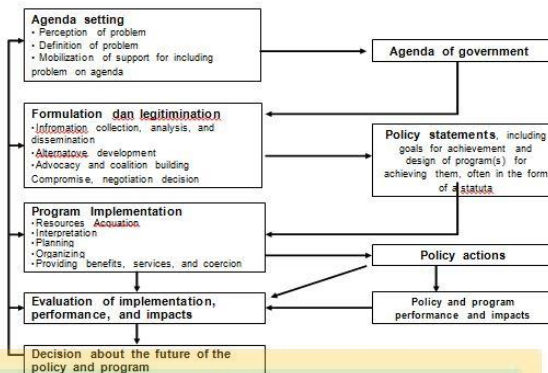 Agenda setting
• Perception of problem
• Definition of problem
• Mobilization of support for including
problem on agenda
Agenda of government
Formulation dan legitimination
•Infromation collection, analysis, and
dissemination
•Alternatove development
•Advocacy and coalition building
Compromise, negotiation decision
Policy statements, including
goals for achievement and
design of program(s) for
achieving them, often in the form
of a statuta
Program Implementation
•Resources Acquation
•Interpretation
•Planning
•Organizing
•Providing benefits, services, and coercion
Policy actions
Evaluation of implementation,
performance, and impacts
Policy and program
performance and impacts
Decision about the future of the
policy and program